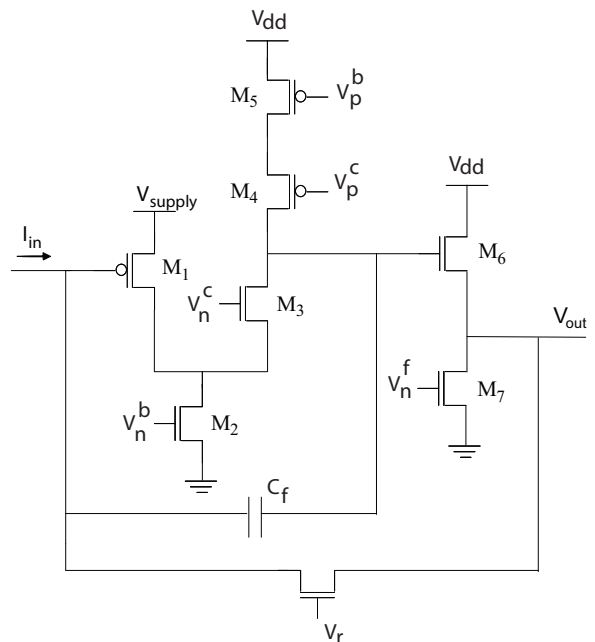 Vdd
M5
Vpb
M4
Vpc
Vdd
Vsupply
Iin
M1
M6
Vnc
M3
Vout
Vnf
M7
Vnb
M2
Cf
Vr